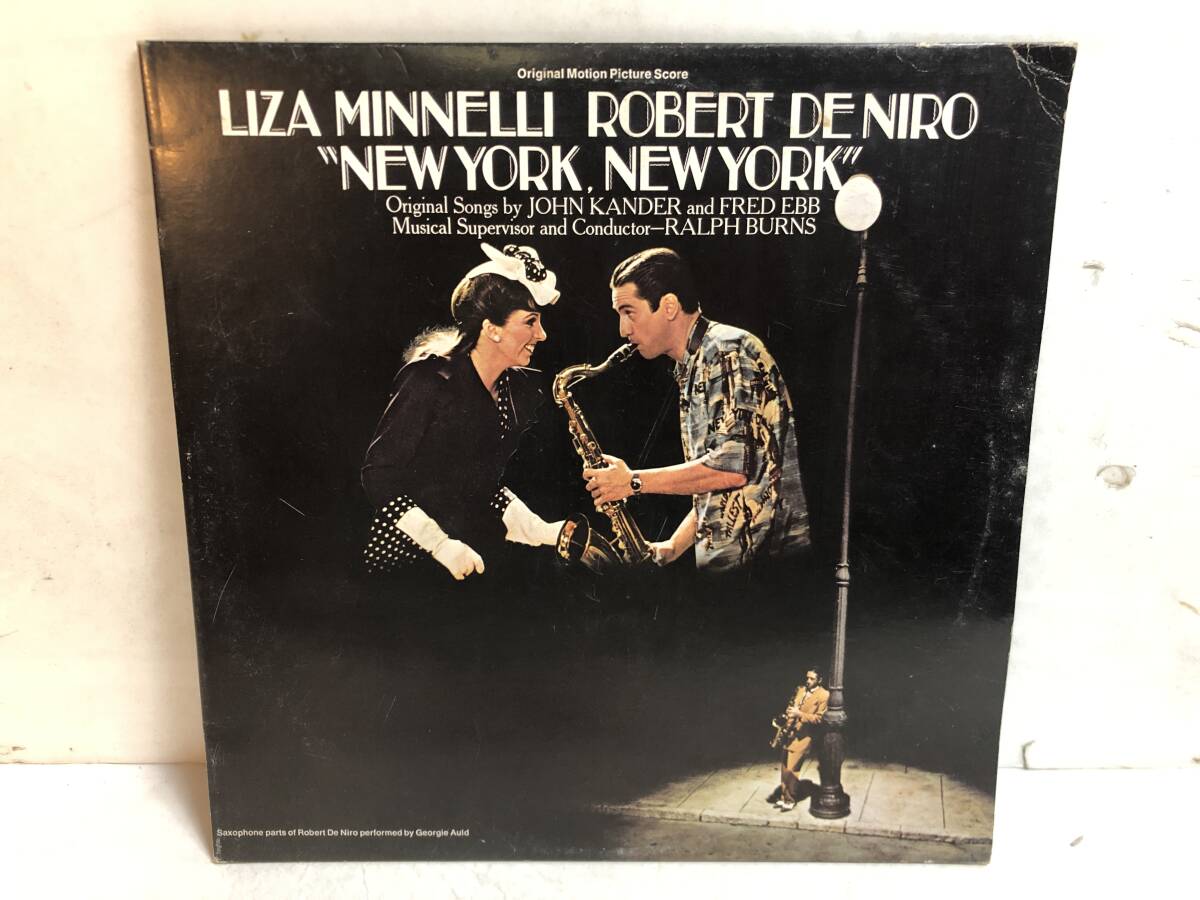 Original Motion Picture Score
LIZA MINNELLI ROBERT DE NIRO
"NEW YORK, NEW YORK"
Original Songs by JOHN KANDER and FRED EBB
Musical Supervisor and Conductor—RALPH BURNS
Saxophone parts of Robert De Niro performed by Georgie Auld